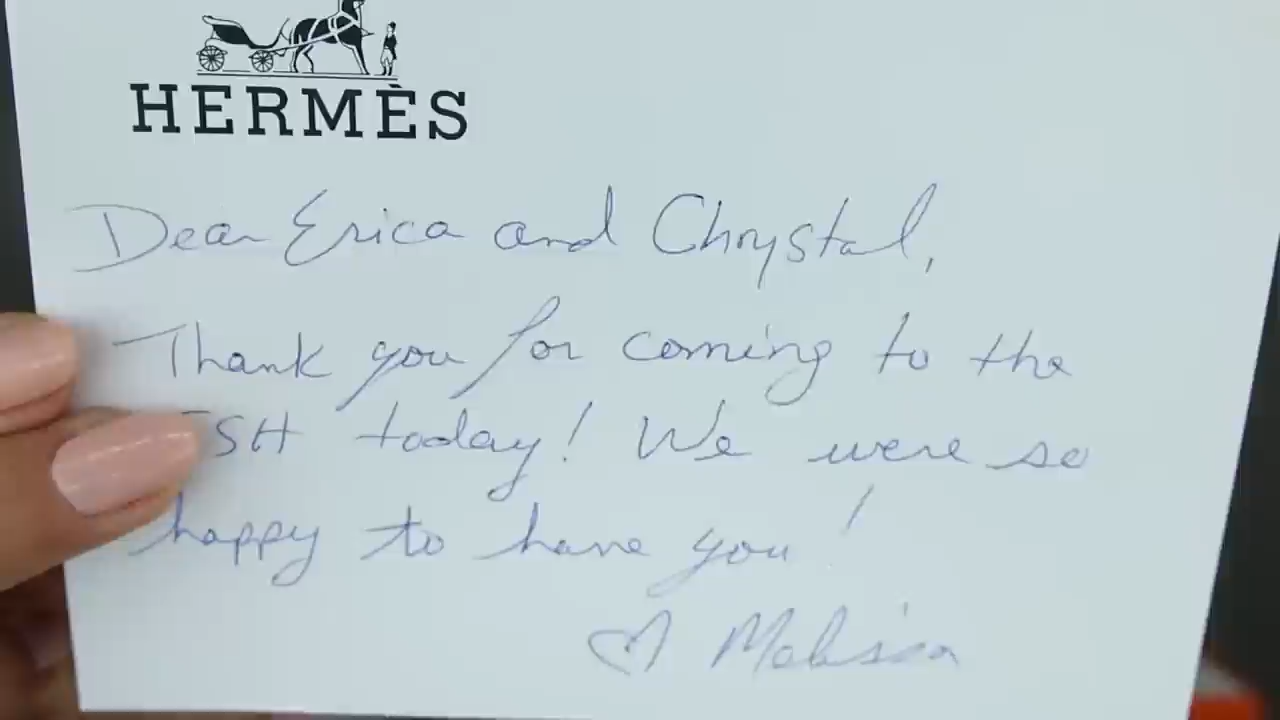 HERMÈS
Dear Erica and Chrystal,
Thank you for coming to the
today! We were so
happy to have you!
♡ Melissa